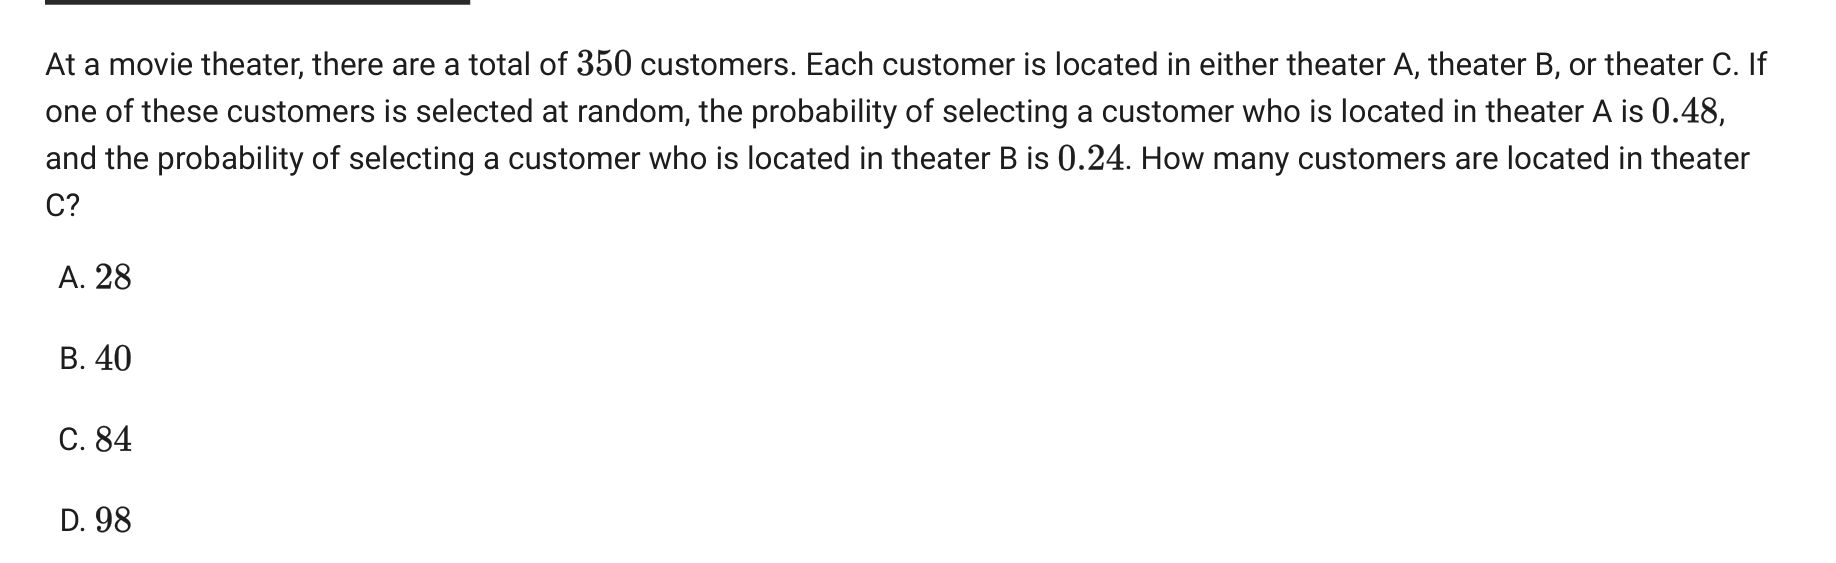 At a movie theater, there are a total of 350 customers. Each customer is located in either theater A, theater B, or theater C. If
one of these customers is selected at random, the probability of selecting a customer who is located in theater A is 0.48,
and the probability of selecting a customer who is located in theater B is 0.24. How many customers are located in theater
C?
A. 28
B. 40
C. 84
D. 98